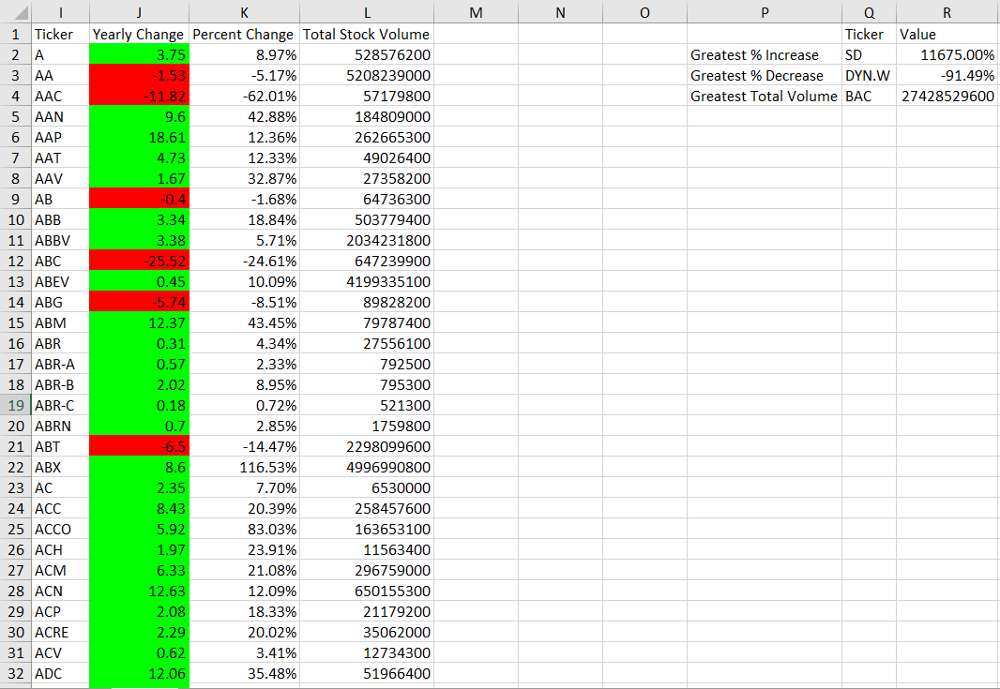 I J K L M N O P Q R
1 Ticker Yearly Change Percent Change Total Stock Volume Ticker Value
2 A 3.75 8.97% 528576200 Greatest % Increase SD 11675.00%
3 AA -1.53 -5.17% 5208239000 Greatest % Decrease DYN.W -91.49%
4 AAC -11.82 -62.01% 57179800 Greatest Total Volume BAC 27428529600
5 AAN 9.6 42.88% 184809000
6 AAP 18.61 12.36% 262665300
7 AAT 4.73 12.33% 49026400
8 AAV 1.67 32.87% 27358200
9 AB -0.4 -1.68% 64736300
10 ABB 3.34 18.84% 503779400
11 ABBV 3.38 5.71% 2034231800
12 ABC -25.52 -24.61% 647239900
13 ABEV 0.45 10.09% 4199335100
14 ABG -5.74 -8.51% 89828200
15 ABM 12.37 43.45% 79787400
16 ABR 0.31 4.34% 27556100
17 ABR-A 0.57 2.33% 792500
18 ABR-B 2.02 8.95% 795300
19 ABR-C 0.18 0.72% 521300
20 ABRN 0.7 2.85% 1759800
21 ABT -6.5 -14.47% 2298099600
22 ABX 8.6 116.53% 4996990800
23 AC 2.35 7.70% 6530000
24 ACC 8.43 20.39% 258457600
25 ACCO 5.92 83.03% 163653100
26 ACH 1.97 23.91% 11563400
27 ACM 6.33 21.08% 296759000
28 ACN 12.63 12.09% 650155300
29 ACP 2.08 18.33% 21179200
30 ACRE 2.29 20.02% 35062000
31 ACV 0.62 3.41% 12734300
32 ADC 12.06 35.48% 51966400